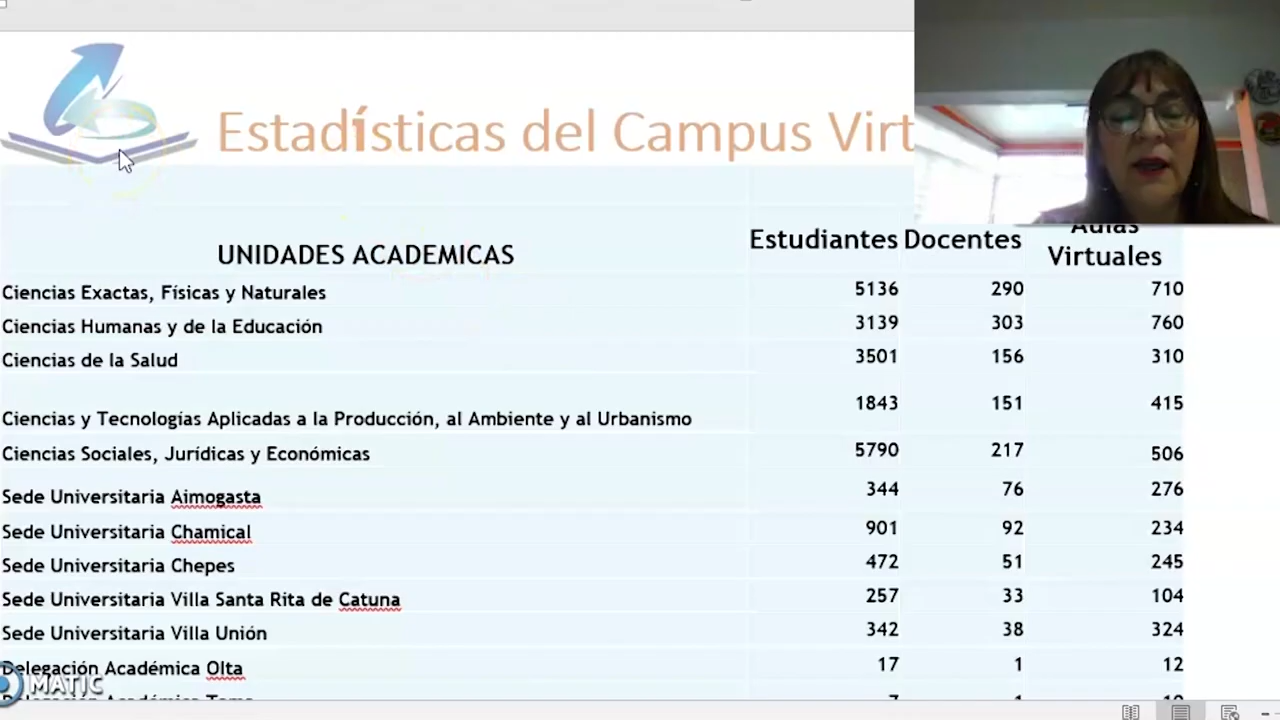 Estadísticas del Campus Virt
UNIDADES ACADEMICAS Estudiantes Docentes Aulas Virtuales
Ciencias Exactas, Físicas y Naturales 5136 290 710
Ciencias Humanas y de la Educación 3139 303 760
Ciencias de la Salud 3501 156 310
Ciencias y Tecnologías Aplicadas a la Producción, al Ambiente y al Urbanismo 1843 151 415
Ciencias Sociales, Jurídicas y Económicas 5790 217 506
Sede Universitaria Aimogasta 344 76 276
Sede Universitaria Chamical 901 92 234
Sede Universitaria Chepes 472 51 245
Sede Universitaria Villa Santa Rita de Catuna 257 33 104
Sede Universitaria Villa Unión 342 38 324
Delegación Académica Olta 17 1 12
MATIC